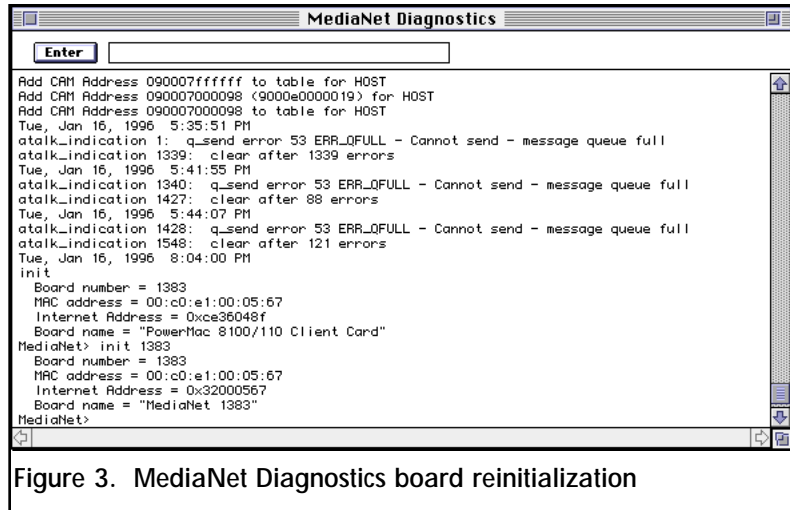 MediaNet Diagnostics
Enter
Add CAM Address 090007ffffff to table for HOST
Add CAM Address 090007000098 (9000e0000019) for HOST
Add CAM Address 090007000098 to table for HOST
Tue, Jan 16, 1996  5:35:51 PM
atalk_indication 1:  q_send error 53 ERR_QFULL - Cannot send - message queue full
atalk_indication 1339:  clear after 1339 errors
Tue, Jan 16, 1996  5:41:55 PM
atalk_indication 1340:  q_send error 53 ERR_QFULL - Cannot send - message queue full
atalk_indication 1427:  clear after 88 errors
Tue, Jan 16, 1996  5:44:07 PM
atalk_indication 1428:  q_send error 53 ERR_QFULL - Cannot send - message queue full
atalk_indication 1548:  clear after 121 errors
Tue, Jan 16, 1996  8:04:00 PM
init
Board number = 1383
MAC address = 00:c0:e1:00:05:67
Internet Address = 0xce36048f
Board name = "PowerMac 8100/110 Client Card"
MediaNet> init 1383
Board number = 1383
MAC address = 00:c0:e1:00:05:67
Internet Address = 0x32000567
Board name = "MediaNet 1383"
MediaNet>
Figure 3.  MediaNet Diagnostics board reinitialization